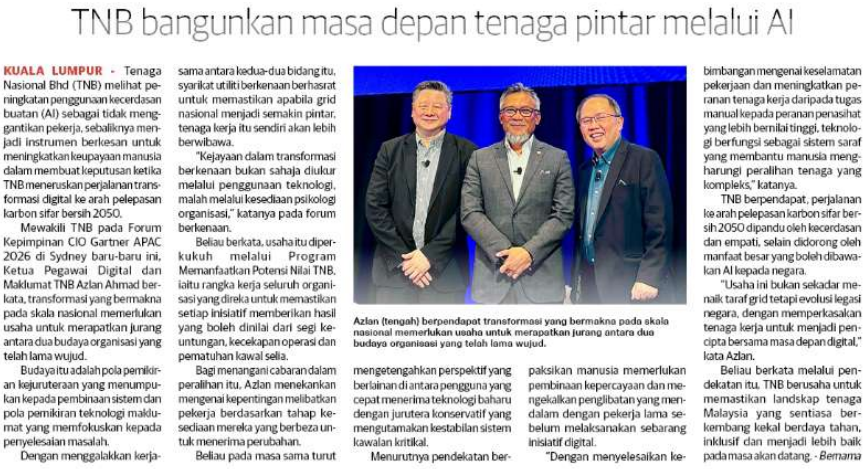 TNB bangunkan masa depan tenaga pintar melalui AI
KUALA LUMPUR - Tenaga
Nasional Bhd (TNB) melihat pe-
ningkatan penggunaan kecerdasan
buatan (AI) sebagai tidak meng-
gantikan pekerja, sebaliknya men-
jadi instrumen berkesan untuk
meningkatkan keupayaan manusia
dalam membuat keputusan ketika
TNB meneruskan perjalanan trans-
formasi digital ke arah pelepasan
karbon sifar bersih 2050.
Mewakili TNB pada Forum
Kepimpinan CIO Gartner APAC
2026 di Sydney baru-baru ini,
Ketua Pegawai Digital dan
Maklumat TNB Azlan Ahmad ber-
kata, transformasi yang bermakna
pada skala nasional memerlukan
usaha untuk merapatkan jurang
antara dua budaya organisasi yang
telah lama wujud.
Budaya itu adalah pola pemikir-
an kejuruteraan yang menumpu-
kan kepada pembinaan sistem dan
pola pemikiran teknologi maklu-
mat yang memfokuskan kepada
penyelesaian masalah.
Dengan menggalakkan kerja-
sama antara kedua-dua bidang itu,
syarikat utiliti berkenaan berhasrat
untuk memastikan apabila grid
nasional menjadi semakin pintar,
tenaga kerja itu sendiri akan lebih
berwibawa.
"Kejayaan dalam transformasi
berkenaan bukan sahaja diukur
melalui penggunaan teknologi,
malah melalui kesediaan psikologi
organisasi," katanya pada forum
berkenaan.
Beliau berkata, usaha itu diper-
kukuh melalui Program
Memanfaatkan Potensi Nilai TNB,
iaitu rangka kerja seluruh organi-
sasi yang direka untuk memastikan
setiap inisiatif memberikan hasil
yang boleh dinilai dari segi ke-
untungan, kecekapan operasi dan
pematuhan kawal selia.
Bagi menangani cabaran dalam
peralihan itu, Azlan menekankan
mengenai kepentingan melibatkan
pekerja berdasarkan tahap ke-
sediaan mereka yang berbeza un-
tuk menerima perubahan.
Beliau pada masa sama turut
Azlan (tengah) berpendapat transformasi yang bermakna pada skala
nasional memerlukan usaha untuk merapatkan jurang antara dua
budaya organisasi yang telah lama wujud.
mengetengahkan perspektif yang
berlainan di antara pengguna yang
cepat menerima teknologi baharu
dengan jurutera konservatif yang
mengutamakan kestabilan sistem
kawalan kritikal.
Menurutnya pendekatan ber-
paksikan manusia memerlukan
pembinaan kepercayaan dan me-
ngekalkan penglibatan yang men-
dalam dengan pekerja lama se-
belum melaksanakan sebarang
inisiatif digital.
"Dengan menyelesaikan ke-
bimbangan mengenai keselamatan
pekerjaan dan meningkatkan pe-
ranan tenaga kerja daripada tugas
manual kepada peranan penasihat
yang lebih bernilai tinggi, teknolo-
gi berfungsi sebagai sistem saraf
yang membantu manusia meng-
harungi peralihan tenaga yang
kompleks," katanya.
TNB berpendapat, perjalanan
ke arah pelepasan karbon sifar ber-
sih 2050 dipandu oleh kecerdasan
dan empati, selain didorong oleh
manfaat besar yang boleh dibawa-
kan AI kepada negara.
"Usaha ini bukan sekadar me-
naik taraf grid tetapi evolusi legasi
negara, dengan memperkasakan
tenaga kerja untuk menjadi pen-
cipta bersama masa depan digital,"
kata Azlan.
Beliau berkata melalui pen-
dekatan itu, TNB berusaha untuk
memastikan landskap tenaga
Malaysia yang sentiasa ber-
kembang kekal berdaya tahan,
inklusif dan menjadi lebih baik
pada masa akan datang. - Bernama